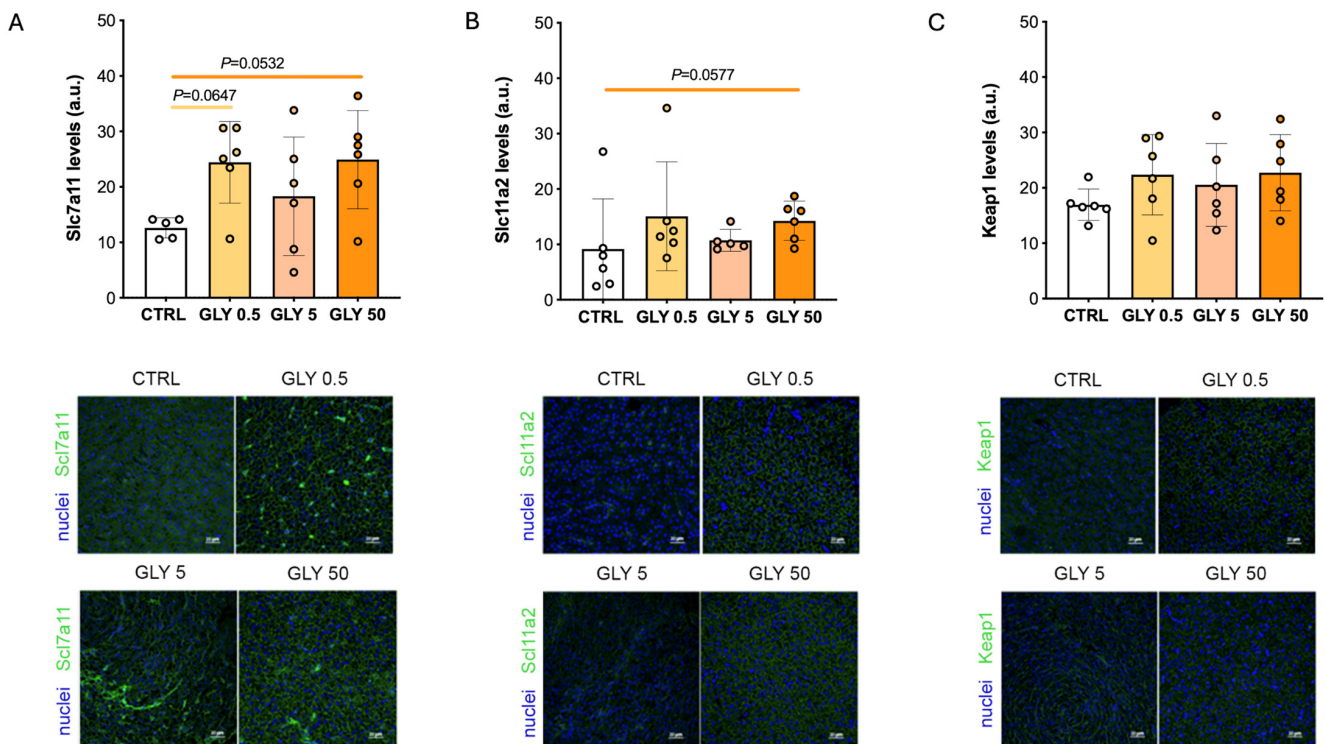 A
50
40
30
20
10
0
Slc7a11 levels (a.u.)
P=0.0532
P=0.0647
CTRL GLY 0.5 GLY 5 GLY 50
B
50
40
30
20
10
0
Slc11a2 levels (a.u.)
P=0.0577
CTRL GLY 0.5 GLY 5 GLY 50
C
50
40
30
20
10
0
Keap1 levels (a.u.)
CTRL GLY 0.5 GLY 5 GLY 50
CTRL GLY 0.5
nuclei Scl7a11
GLY 5 GLY 50
nuclei Scl7a11
CTRL GLY 0.5
nuclei Scl11a2
GLY 5 GLY 50
nuclei Scl11a2
CTRL GLY 0.5
nuclei Keap1
GLY 5 GLY 50
nuclei Keap1